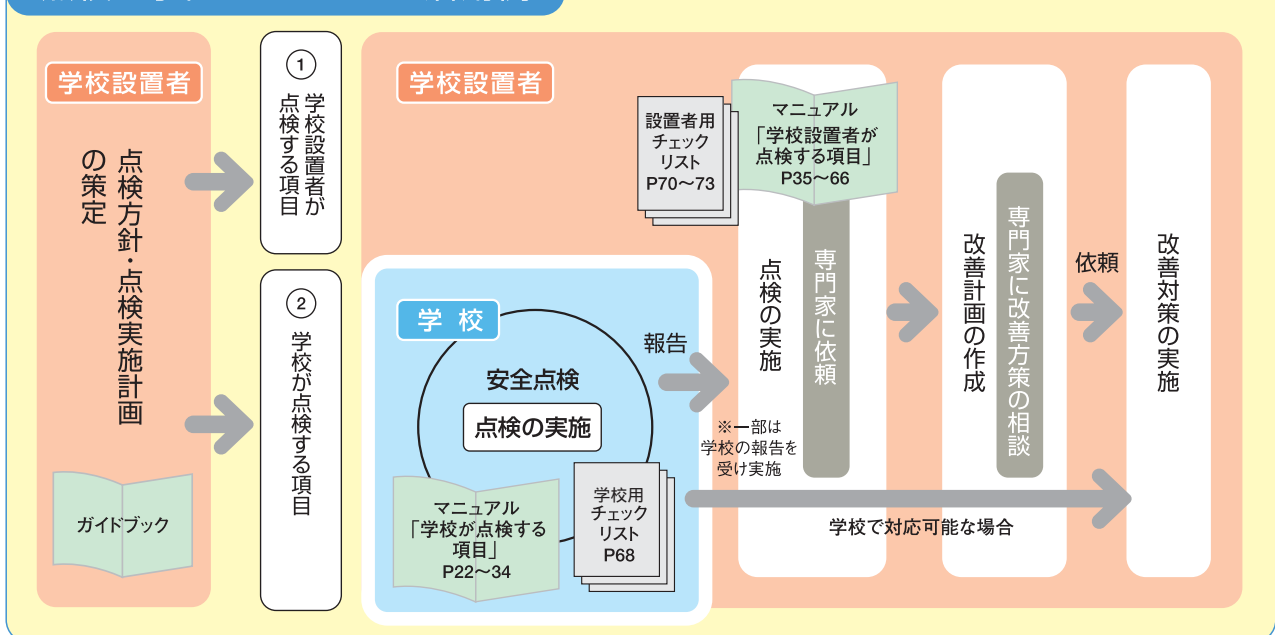 学校設置者
点検方針・点検実施計画
の策定
ガイドブック
①
学校設置者が
点検する項目
②
学校が点検する項目
学校設置者
設置者用
チェック
リスト
P70〜73
マニュアル
「学校設置者が
点検する項目」
P35〜66
学校
安全点検
点検の実施
マニュアル
「学校が点検する
項目」
P22〜34
学校用
チェック
リスト
P68
報告
点検の実施
専門家に依頼
※一部は
学校の報告を
受け実施
改善計画の作成
専門家に改善方策の相談
依頼
改善対策の実施
学校で対応可能な場合